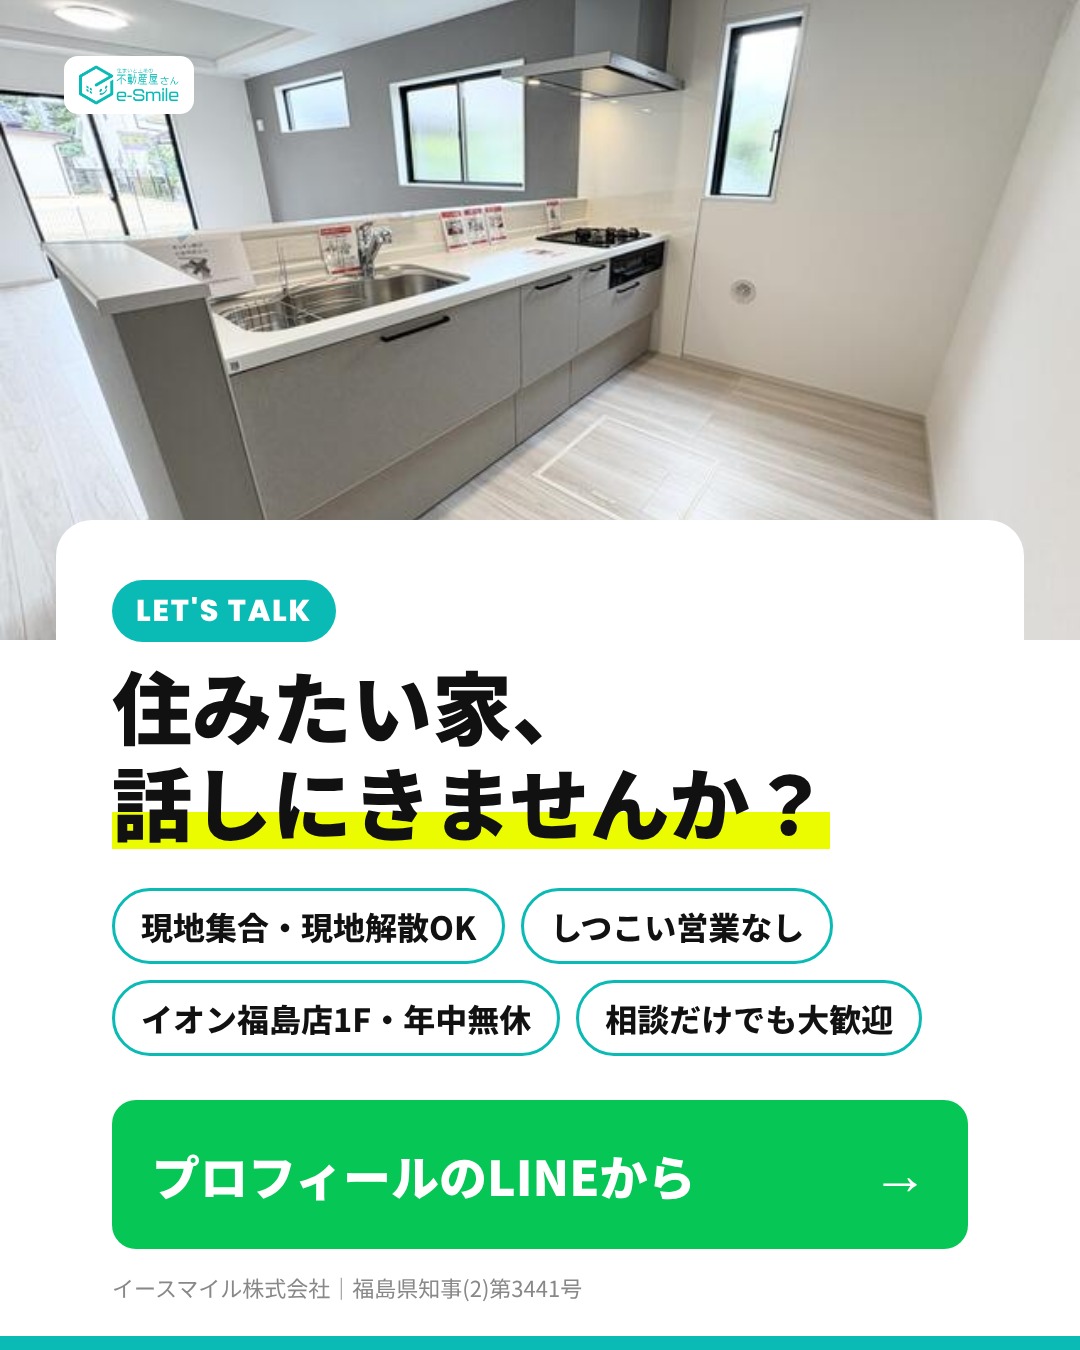 不動産屋さん
e-Smile
LET'S TALK
住みたい家、
話しにきませんか？
現地集合・現地解散OK
しつこい営業なし
イオン福島店1F・年中無休
相談だけでも大歓迎
プロフィールのLINEから →
イースマイル株式会社｜福島県知事(2)第3441号